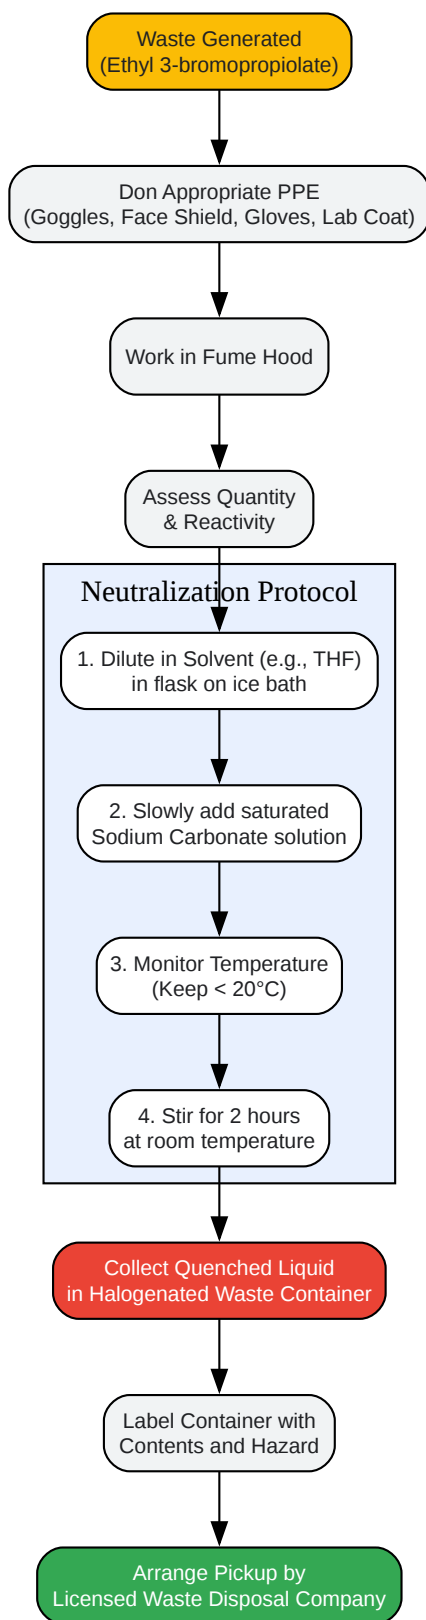 Waste Generated
(Ethyl 3-bromopropiolate)
Don Appropriate PPE
(Goggles, Face Shield, Gloves, Lab Coat)
Work in Fume Hood
Assess Quantity
& Reactivity
Neutralization Protocol
1. Dilute in Solvent (e.g., THF)
in flask on ice bath
2. Slowly add saturated
Sodium Carbonate solution
3. Monitor Temperature
(Keep < 20°C)
4. Stir for 2 hours
at room temperature
Collect Quenched Liquid
in Halogenated Waste Container
Label Container with
Contents and Hazard
Arrange Pickup by
Licensed Waste Disposal Company